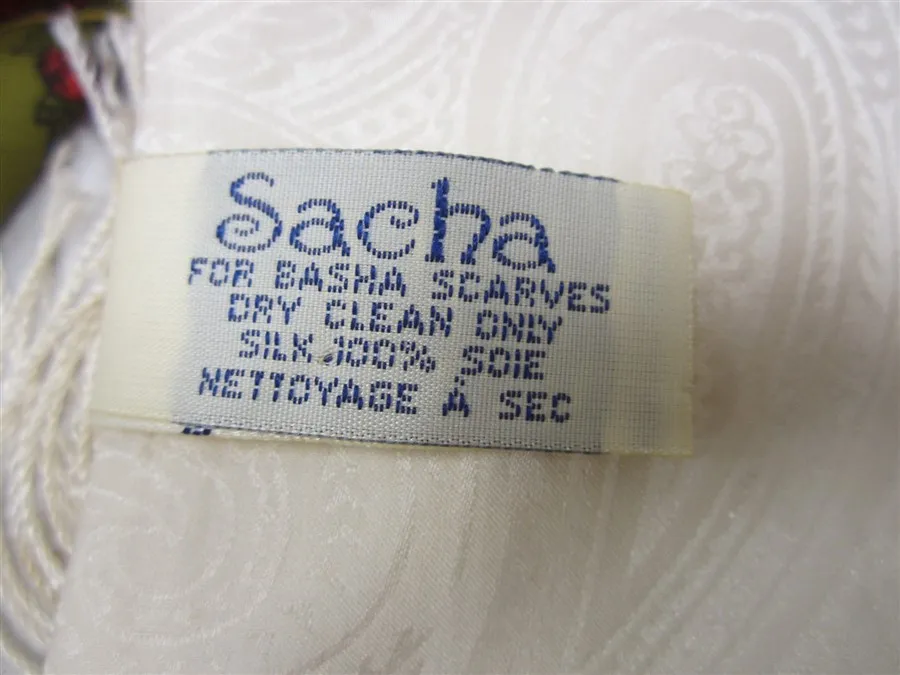 Sacha
FOR BASHA SCARVES
DRY CLEAN ONLY
SILK 100% SOIE
NETTOYAGE À SEC